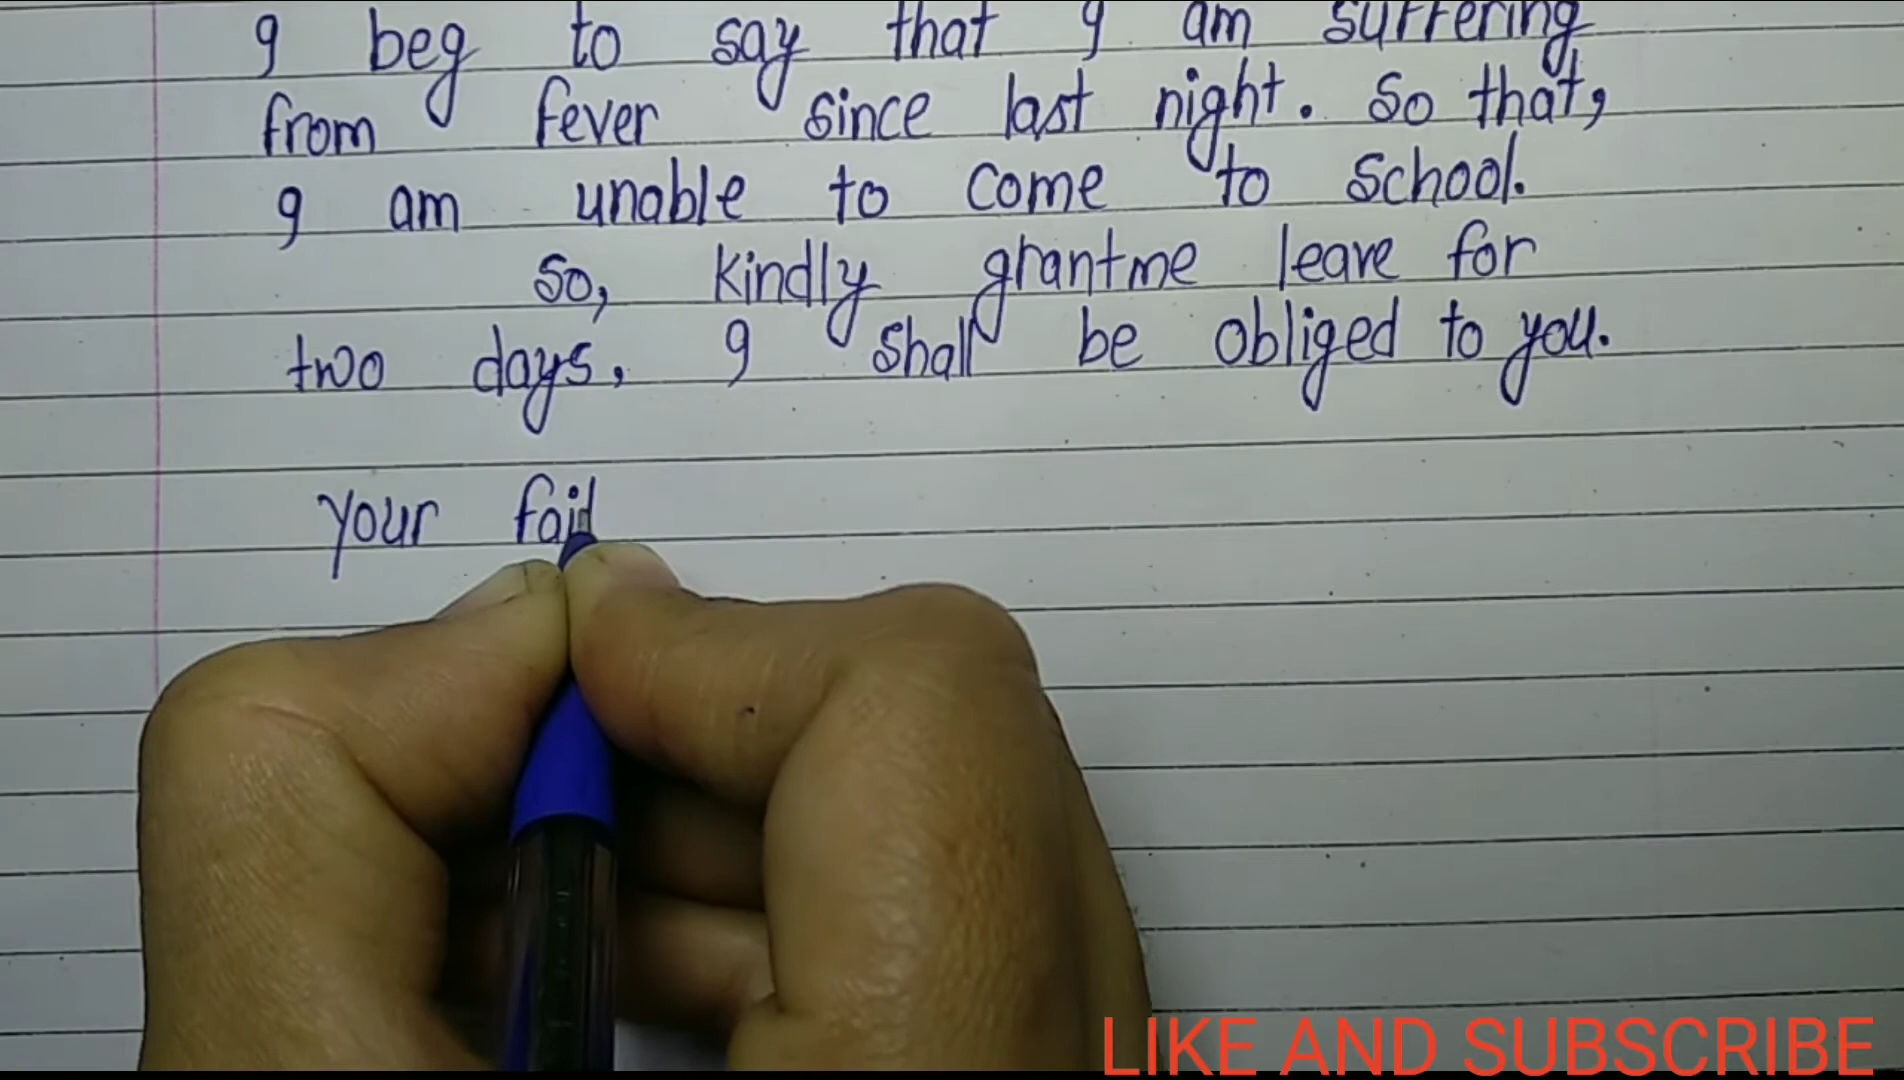 I beg to say that I am suffering
from fever since last night. So that,
I am unable to come to school.
So, Kindly grantme leave for
two days, I shall be obliged to you.
Your fai
LIKE AND SUBSCRIBE